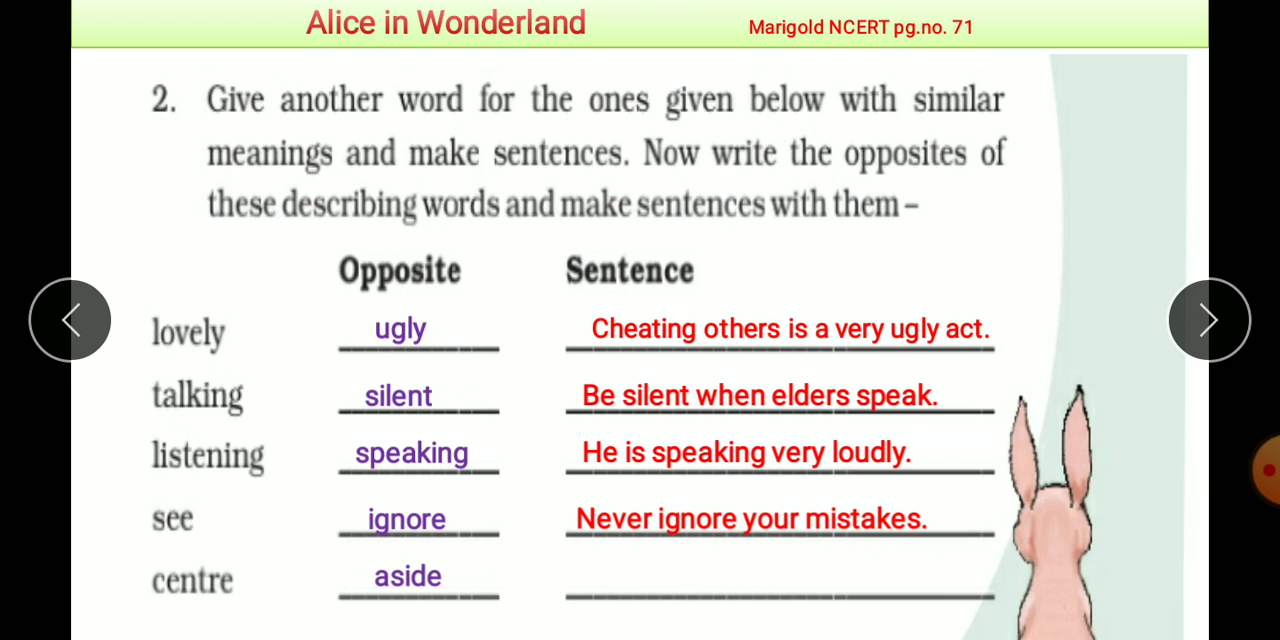 Alice in Wonderland Marigold NCERT pg.no. 71
2. Give another word for the ones given below with similar
meanings and make sentences. Now write the opposites of
these describing words and make sentences with them –
Opposite Sentence
lovely ugly Cheating others is a very ugly act.
talking silent Be silent when elders speak.
listening speaking He is speaking very loudly.
see ignore Never ignore your mistakes.
centre aside